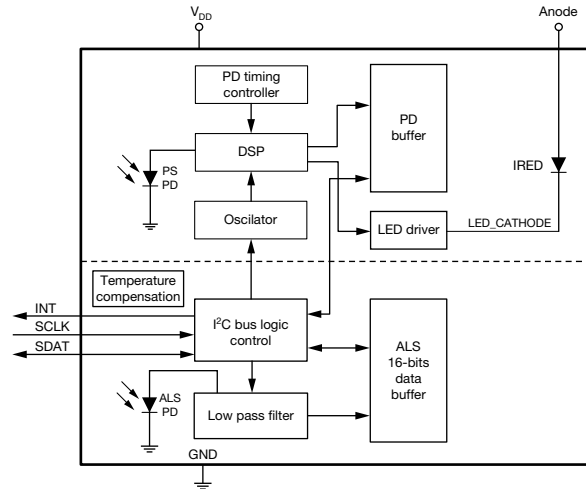 V_DD
Anode
PD timing
controller
PD
buffer
DSP
PS
PD
IRED
Oscilator
LED driver
LED_CATHODE
Temperature
compensation
INT
SCLK
SDAT
I²C bus logic
control
ALS
16-bits
data
buffer
ALS
PD
Low pass filter
GND